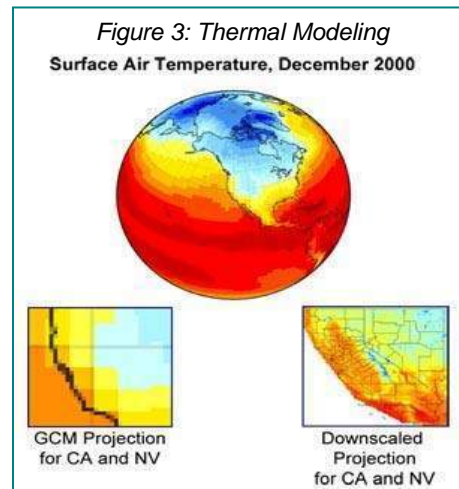 Figure 3: Thermal Modeling
Surface Air Temperature, December 2000
GCM Projection
for CA and NV
Downscaled
Projection
for CA and NV